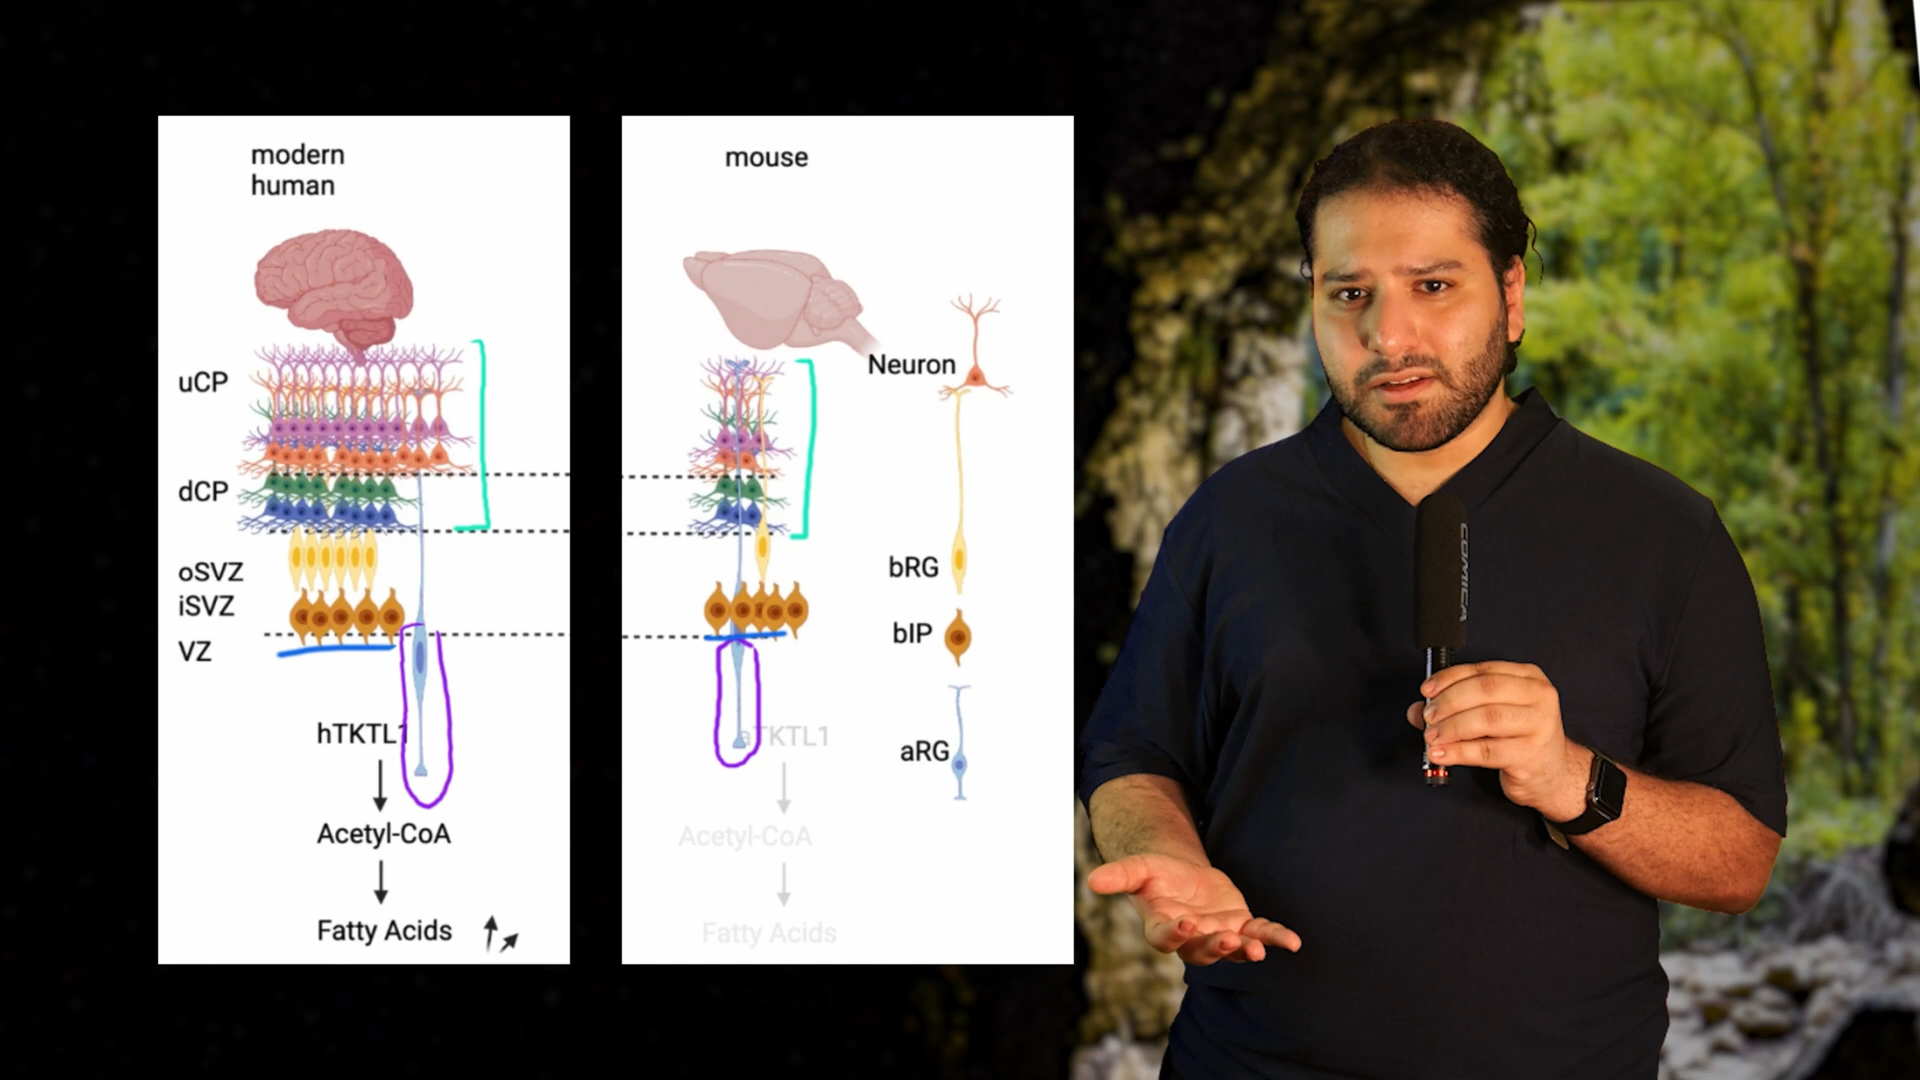 modern
human
uCP
dCP
oSVZ
iSVZ
VZ
hTKTL1
Acetyl-CoA
Fatty Acids
mouse
Neuron
bRG
bIP
aRG
aTKTL1
Acetyl-CoA
Fatty Acids
COMICA